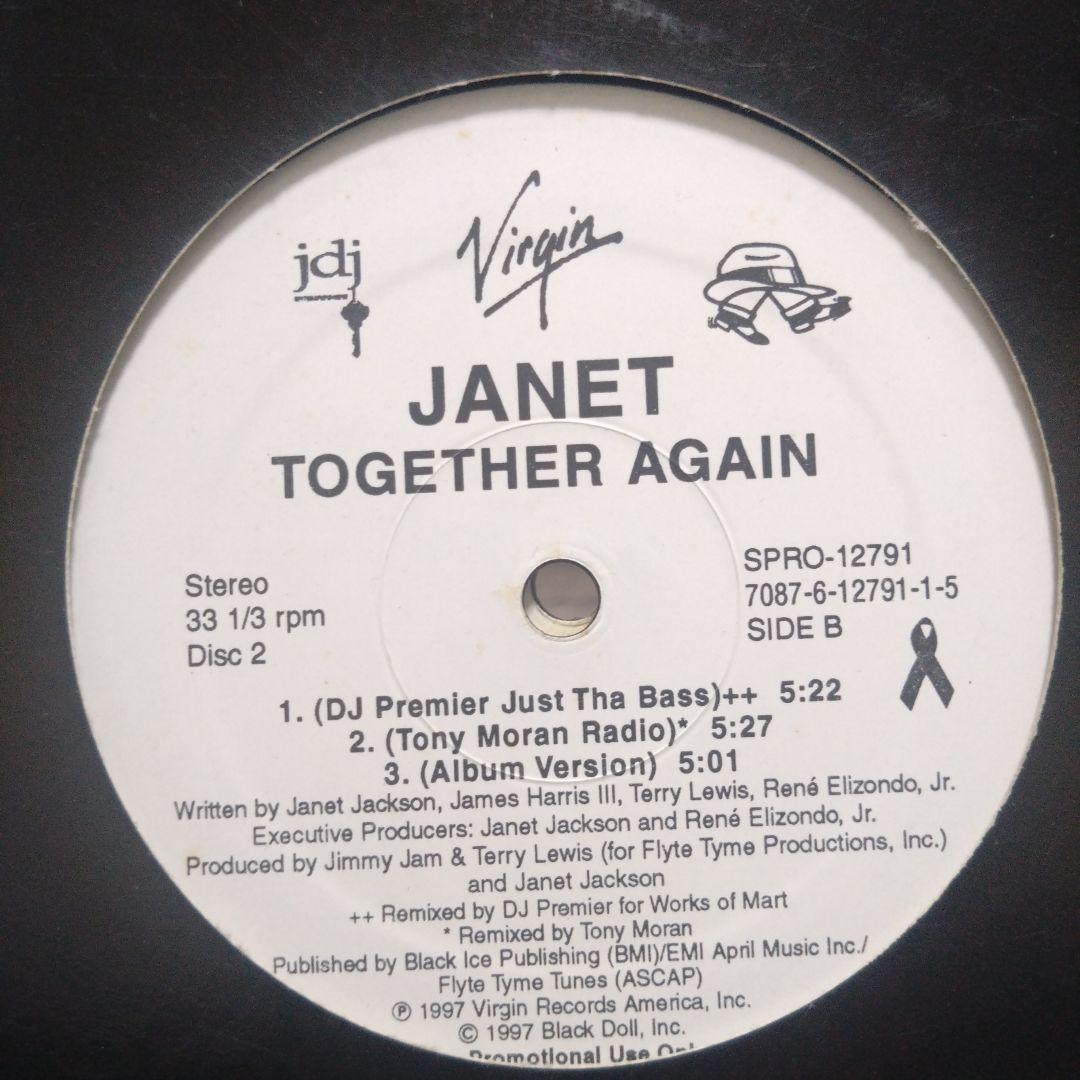 Virgin
jdj
ENTERTAINMENT
JANET
TOGETHER AGAIN
Stereo
33 1/3 rpm
Disc 2
SPRO-12791
7087-6-12791-1-5
SIDE B
1. (DJ Premier Just Tha Bass)++ 5:22
2. (Tony Moran Radio)* 5:27
3. (Album Version) 5:01
Written by Janet Jackson, James Harris III, Terry Lewis, René Elizondo, Jr.
Executive Producers: Janet Jackson and René Elizondo, Jr.
Produced by Jimmy Jam & Terry Lewis (for Flyte Tyme Productions, Inc.)
and Janet Jackson
++ Remixed by DJ Premier for Works of Mart
* Remixed by Tony Moran
Published by Black Ice Publishing (BMI)/EMI April Music Inc./
Flyte Tyme Tunes (ASCAP)
℗ 1997 Virgin Records America, Inc.
© 1997 Black Doll, Inc.
Promotional Use Only